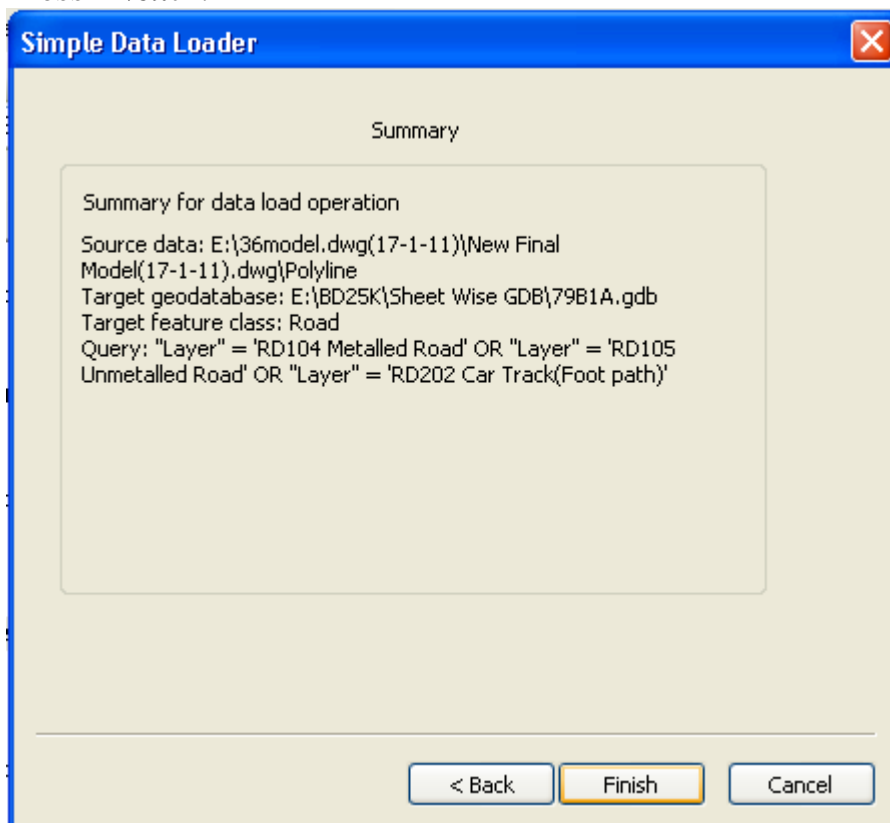 Simple Data Loader
Summary
Summary for data load operation
Source data: E:\36model.dwg(17-1-11)\New Final
Model(17-1-11).dwg\Polyline
Target geodatabase: E:\BD25K\Sheet Wise GDB\79B1A.gdb
Target feature class: Road
Query: "Layer" = 'RD104 Metalled Road' OR "Layer" = 'RD105
Unmetalled Road' OR "Layer" = 'RD202 Car Track(Foot path)'
< Back
Finish
Cancel